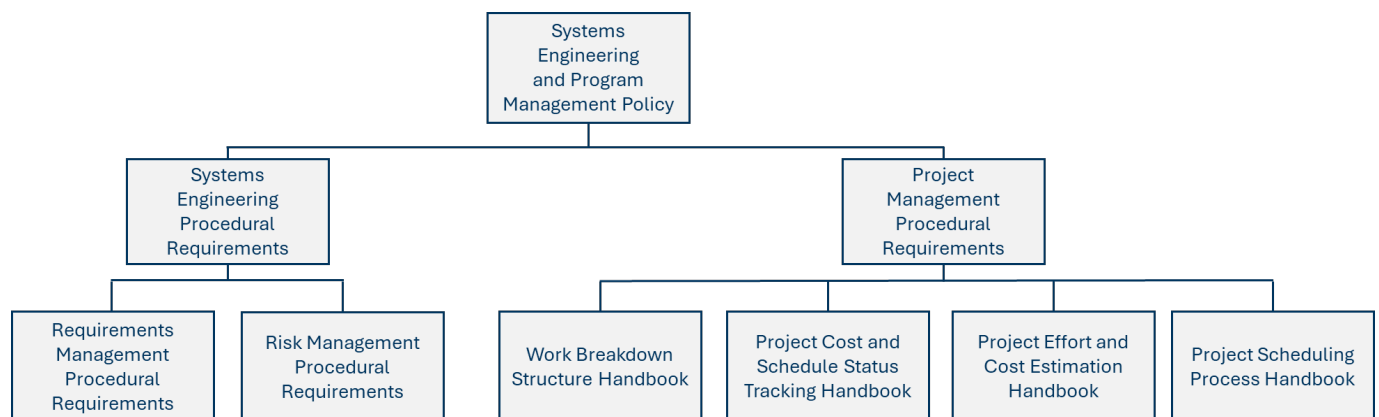 Systems
Engineering
and Program
Management Policy
Systems
Engineering
Procedural
Requirements
Project
Management
Procedural
Requirements
Requirements
Management
Procedural
Requirements
Risk Management
Procedural
Requirements
Work Breakdown
Structure Handbook
Project Cost and
Schedule Status
Tracking Handbook
Project Effort and
Cost Estimation
Handbook
Project Scheduling
Process Handbook